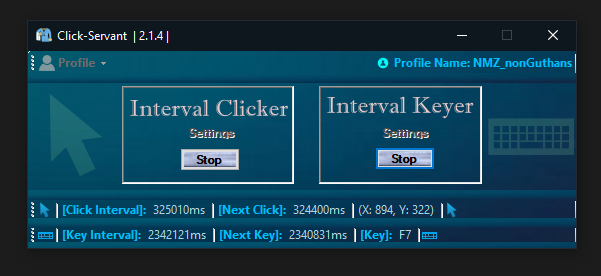 Click-Servant | 2.1.4 |
Profile
Profile Name: NMZ_nonGuthans
Interval Clicker
Settings
Stop
Interval Keyer
Settings
Stop
[Click Interval]: 325010ms [Next Click]: 324400ms (X: 894, Y: 322)
[Key Interval]: 2342121ms [Next Key]: 2340831ms [Key]: F7